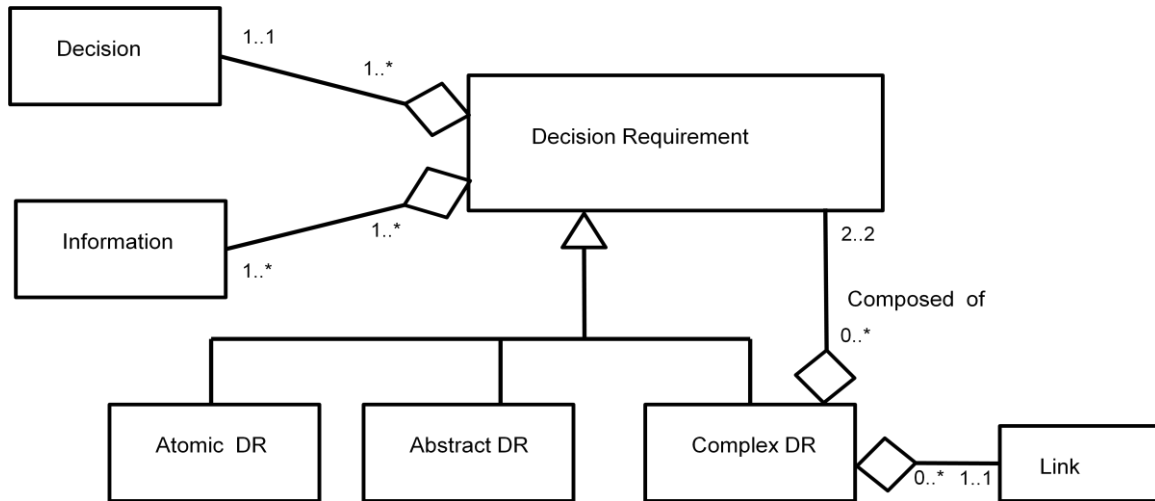 Decision
1..1
1..*
Decision Requirement
Information
1..*
1..*
2..2
Composed of
0..*
Atomic DR
Abstract DR
Complex DR
0..*
1..1
Link